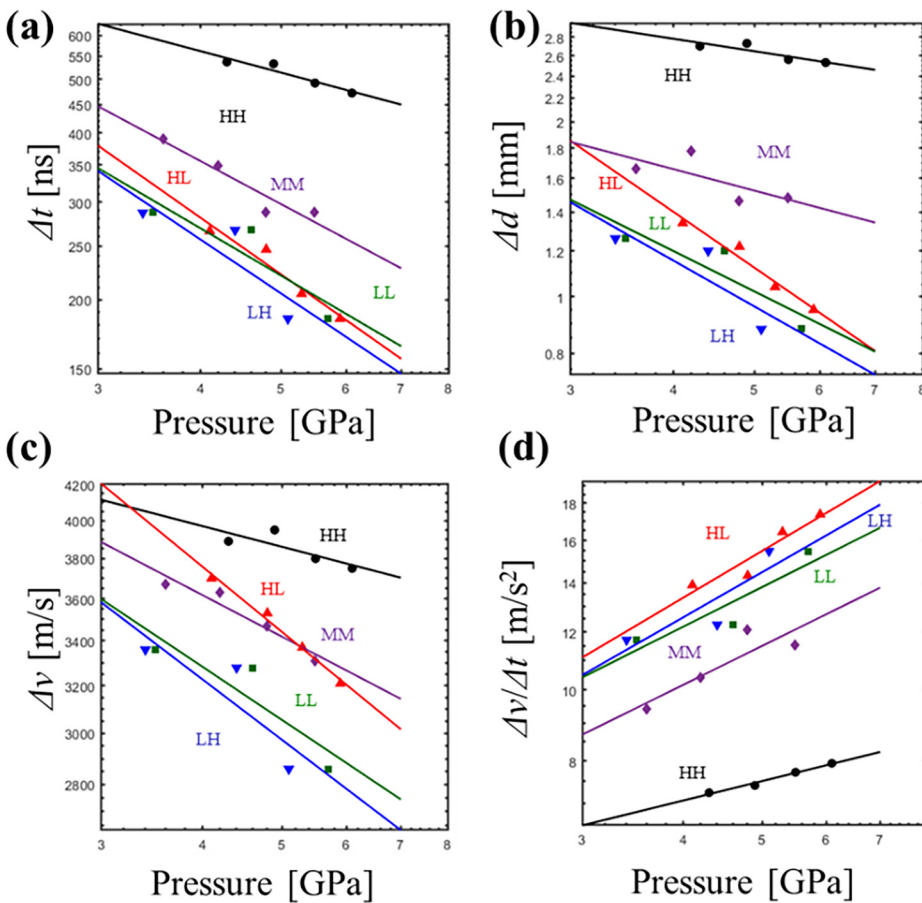 (a)
600
550
500
450
400
350
300
250
200
150
Δt [ns]
HH
HL
MM
LL
LH
3
4
5
6
7
8
Pressure [GPa]
(b)
2.8
2.6
2.4
2.2
2
1.8
1.6
1.4
1.2
1
0.8
Δd [mm]
HH
MM
HL
LL
LH
3
4
5
6
7
8
Pressure [GPa]
(c)
4200
4000
3800
3600
3400
3200
3000
2800
Δv [m/s]
HH
HL
MM
LL
LH
3
4
5
6
7
8
Pressure [GPa]
(d)
18
16
14
12
10
8
Δv/Δt [m/s²]
HL
LH
LL
MM
HH
3
4
5
6
7
8
Pressure [GPa]